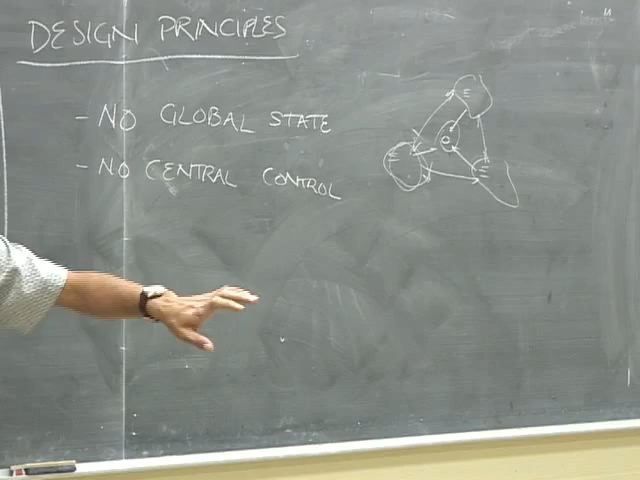 DESIGN PRINCIPLES
- NO GLOBAL STATE
- NO CENTRAL CONTROL
E
e
E
E